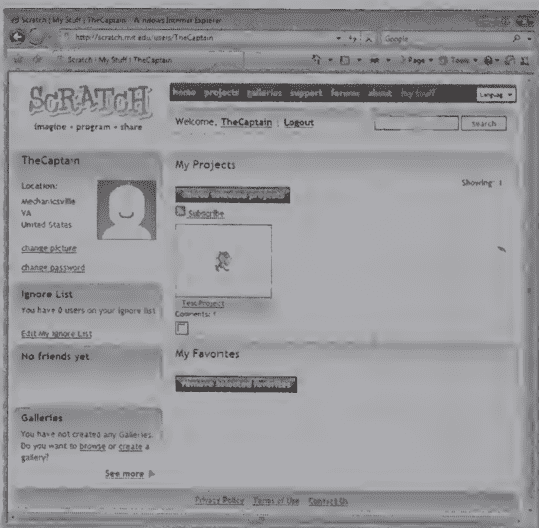 Scratch | My Stuff | TheCaptain - Windows Internet Explorer
http://scratch.mit.edu/users/TheCaptain
Google
Scratch | My Stuff | TheCaptain
Page
Tools
SCRATCH
imagine • program • share
home projects galleries support forums about my stuff
Language
Welcome, TheCaptain | Logout
Search
TheCaptain
Location:
Mechanicsville
VA
United States
change picture
change password
Ignore List
You have 0 users on your ignore list
Edit My Ignore List
No friends yet
Galleries
You have not created any Galleries.
Do you want to browse or create a
gallery?
See more
My Projects
Showing: 1
Subscribe
Test Project
Comments:
My Favorites
remove selected favorites
Privacy Policy Terms of Use Contact Us